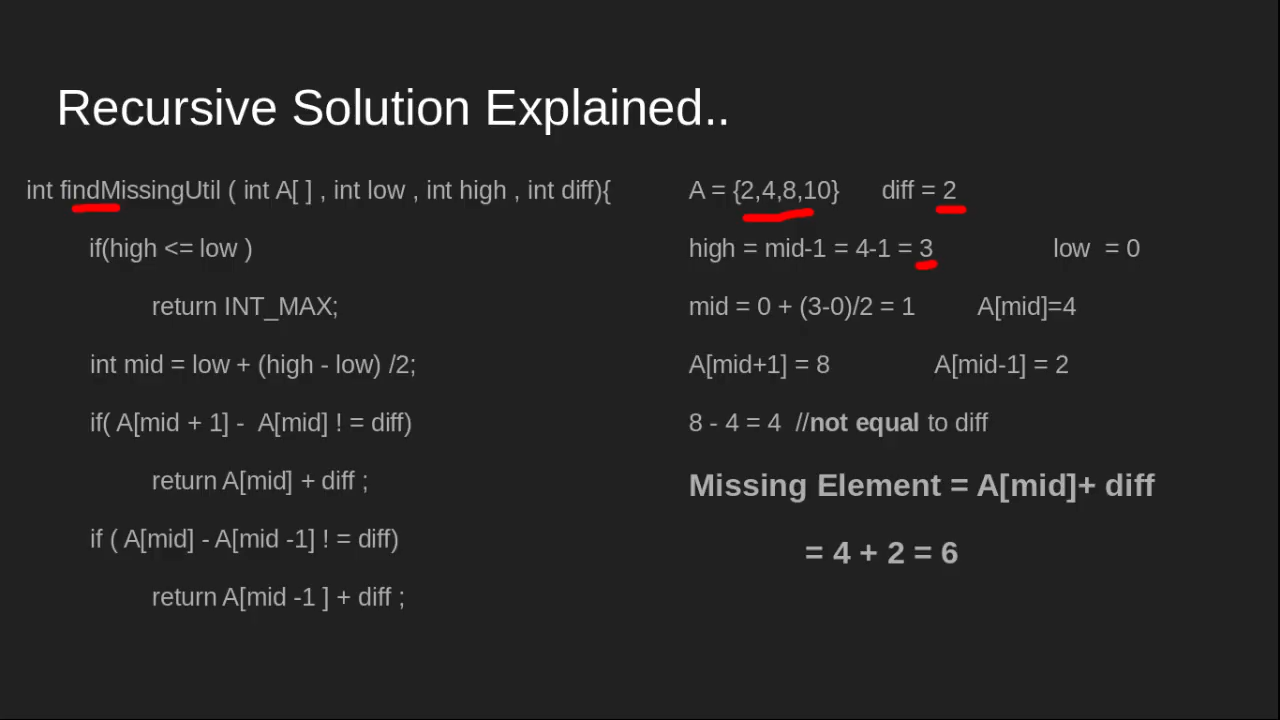 Recursive Solution Explained..
int findMissingUtil ( int A[ ] , int low , int high , int diff){
if(high <= low )
return INT_MAX;
int mid = low + (high - low) /2;
if( A[mid + 1] - A[mid] ! = diff)
return A[mid] + diff ;
if ( A[mid] - A[mid -1] ! = diff)
return A[mid -1 ] + diff ;
A = {2,4,8,10} diff = 2
high = mid-1 = 4-1 = 3 low = 0
mid = 0 + (3-0)/2 = 1 A[mid]=4
A[mid+1] = 8 A[mid-1] = 2
8 - 4 = 4 //not equal to diff
Missing Element = A[mid]+ diff
= 4 + 2 = 6